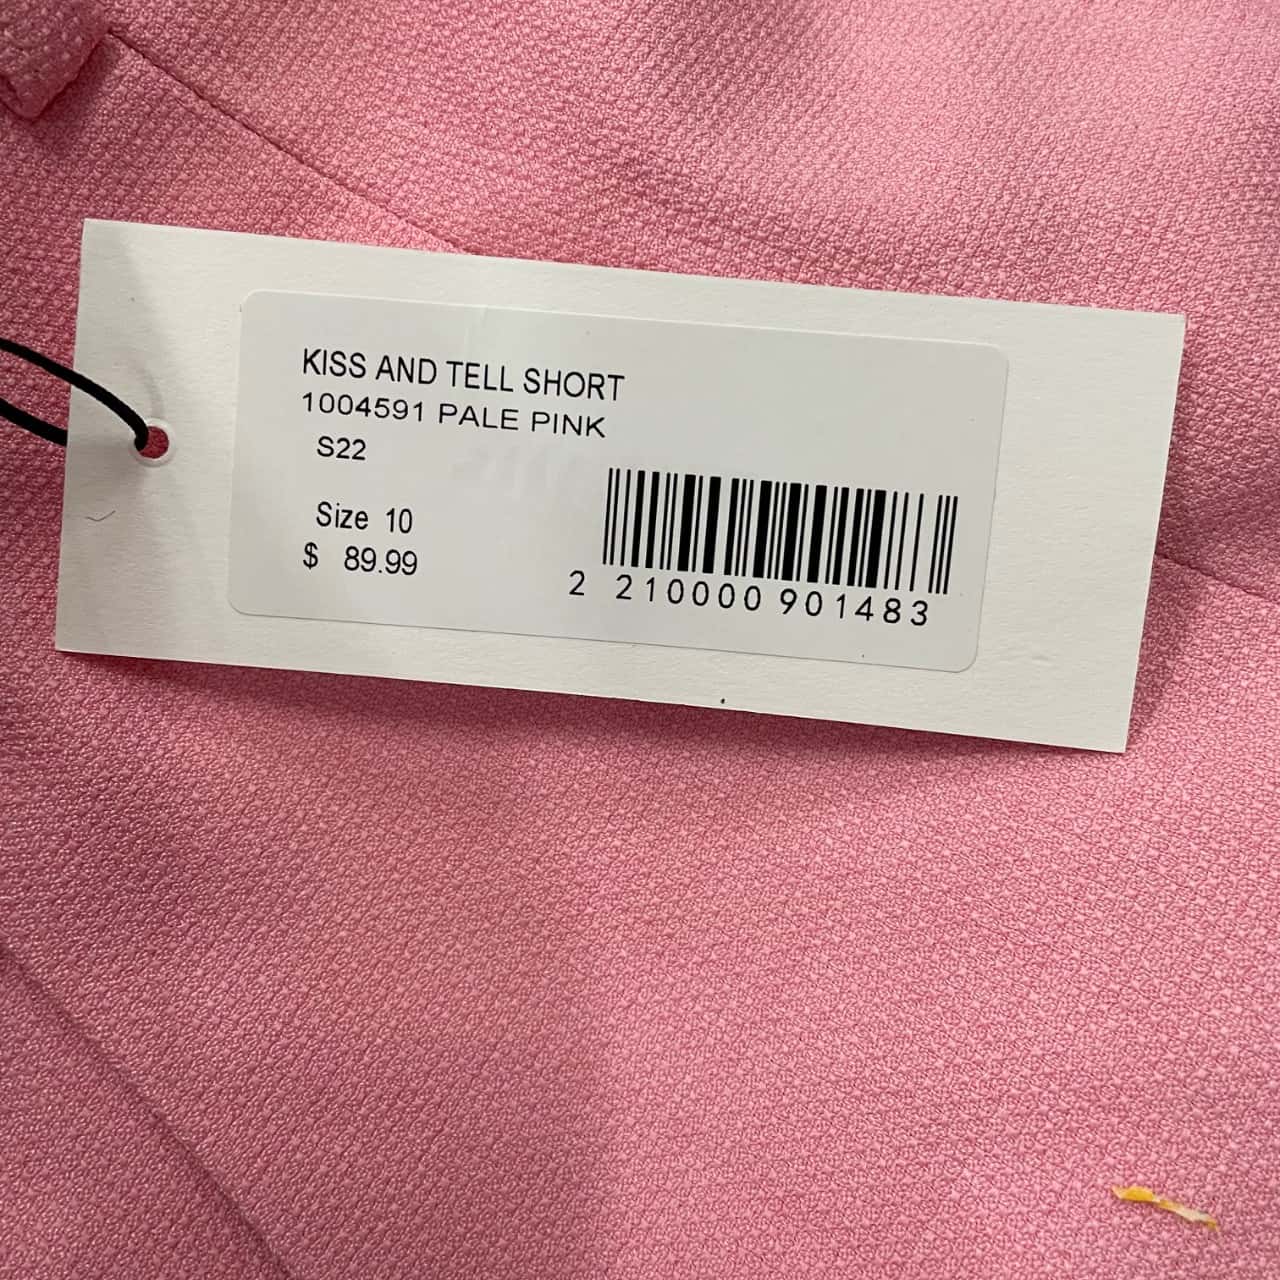 KISS AND TELL SHORT
1004591 PALE PINK
S22
Size 10
$ 89.99
2 210000 901483